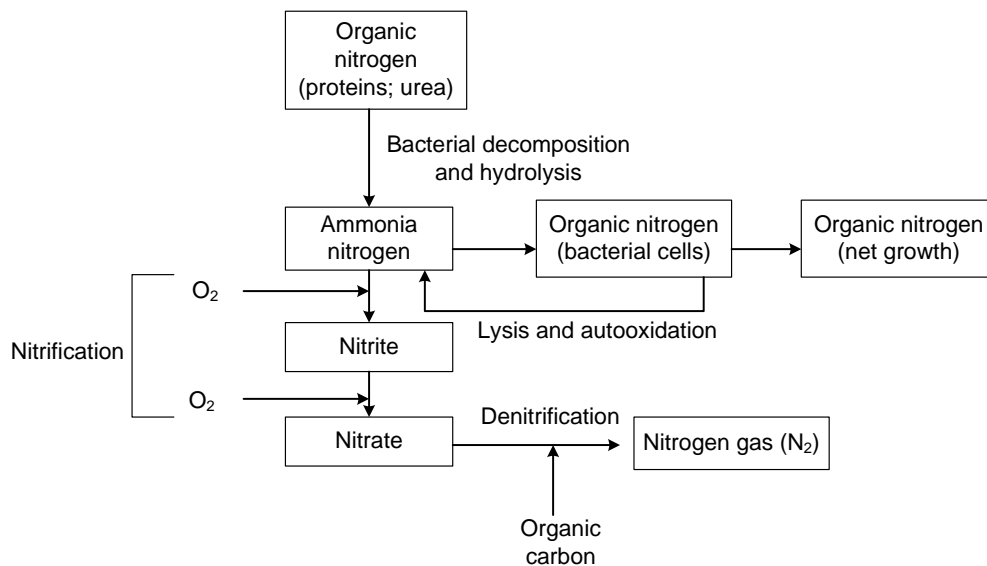 Organic
nitrogen
(proteins; urea)
Bacterial decomposition
and hydrolysis
Ammonia
nitrogen
Organic nitrogen
(bacterial cells)
Organic nitrogen
(net growth)
O₂
Lysis and autooxidation
Nitrification
Nitrite
O₂
Denitrification
Nitrate
Nitrogen gas (N₂)
Organic
carbon